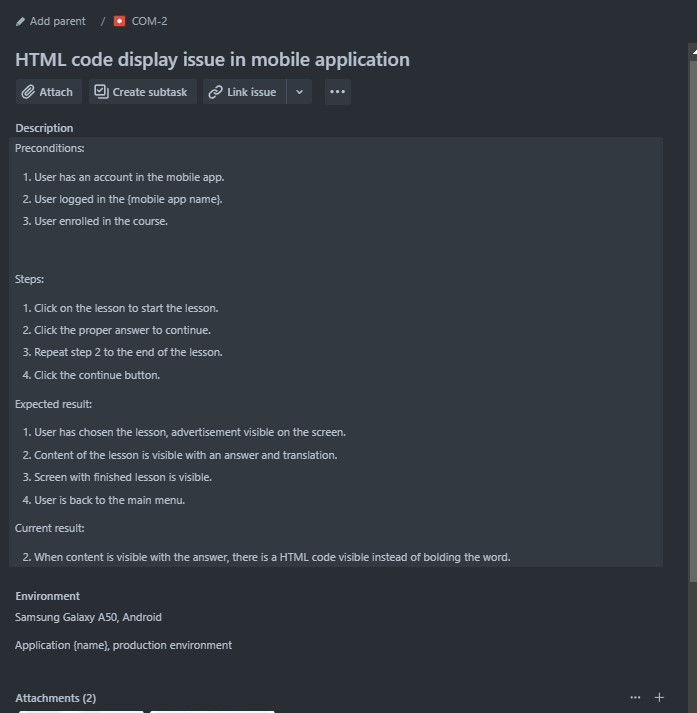 Add parent / COM-2
HTML code display issue in mobile application
Attach Create subtask Link issue
Description
Preconditions:
1. User has an account in the mobile app.
2. User logged in the {mobile app name}.
3. User enrolled in the course.
Steps:
1. Click on the lesson to start the lesson.
2. Click the proper answer to continue.
3. Repeat step 2 to the end of the lesson.
4. Click the continue button.
Expected result:
1. User has chosen the lesson, advertisement visible on the screen.
2. Content of the lesson is visible with an answer and translation.
3. Screen with finished lesson is visible.
4. User is back to the main menu.
Current result:
2. When content is visible with the answer, there is a HTML code visible instead of bolding the word.
Environment
Samsung Galaxy A50, Android
Application {name}, production environment
Attachments (2)